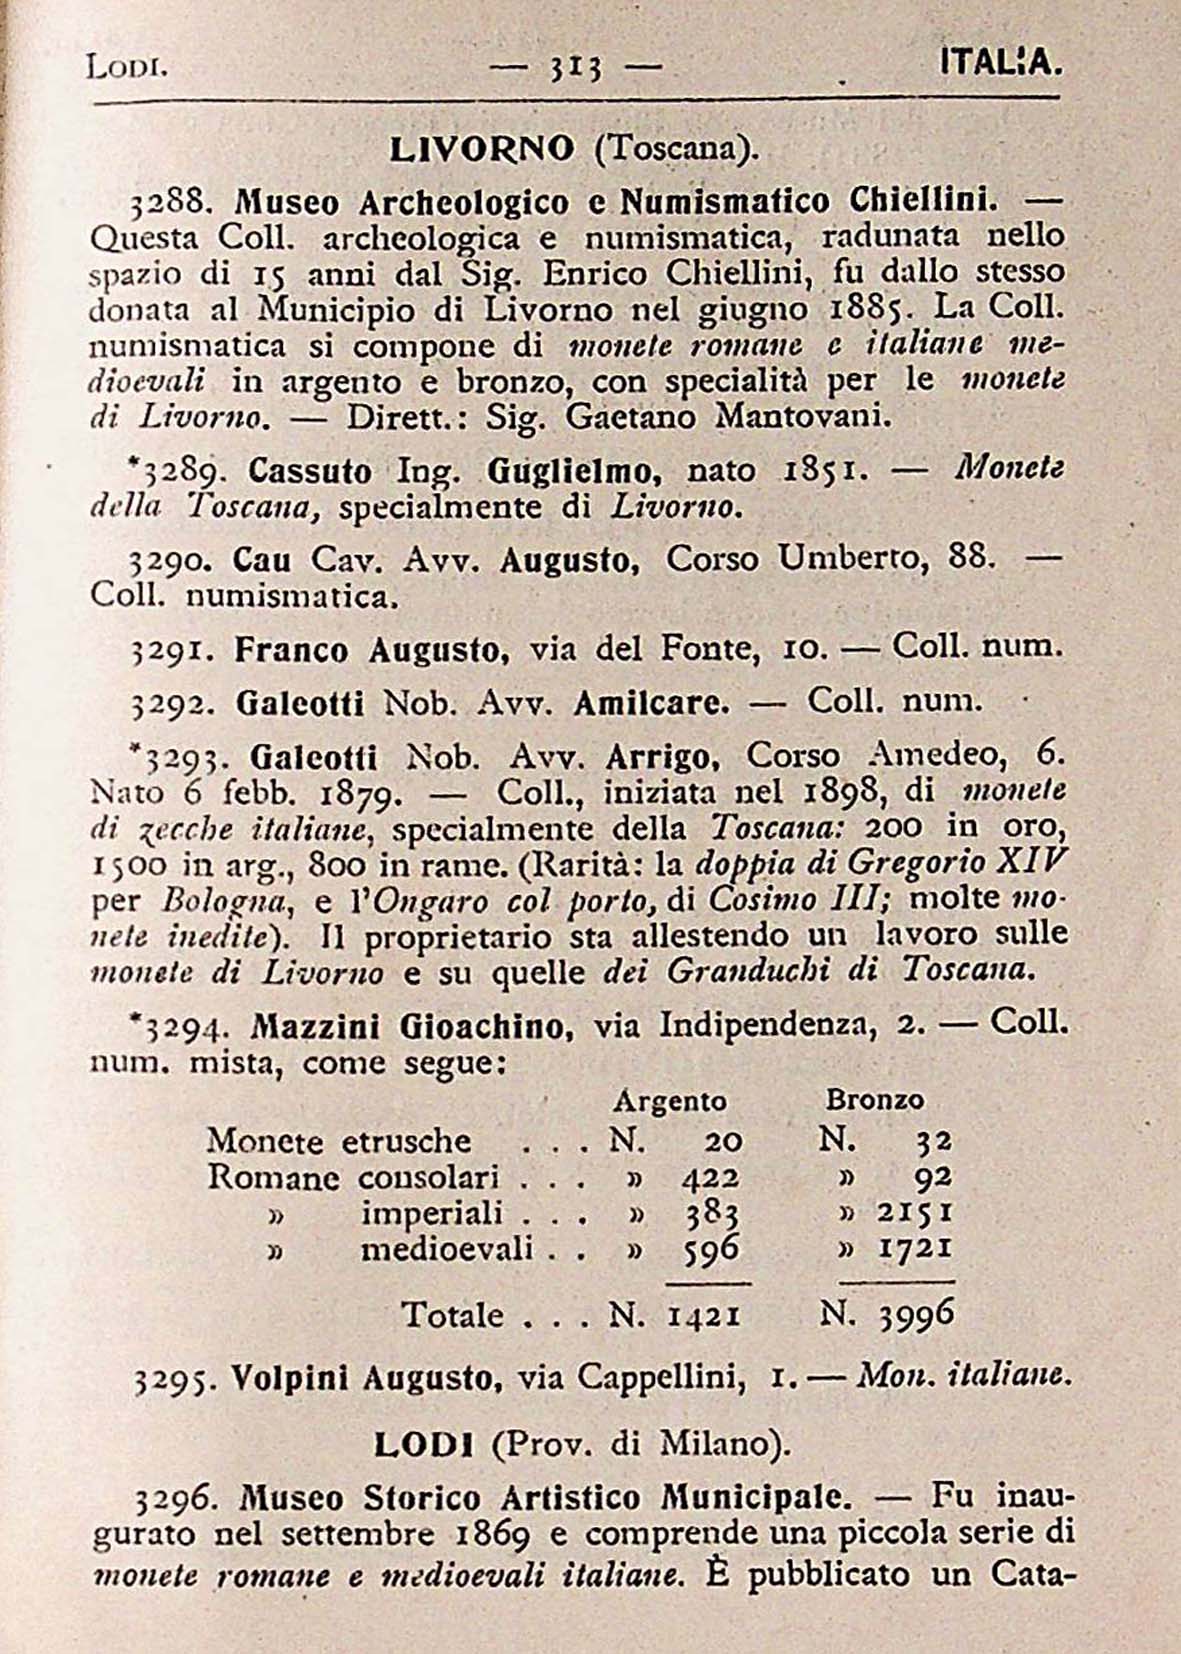 LODI. — 313 — ITALIA.
LIVORNO (Toscana).
3288. Museo Archeologico e Numismatico Chiellini. —
Questa Coll. archeologica e numismatica, radunata nello
spazio di 15 anni dal Sig. Enrico Chiellini, fu dallo stesso
donata al Municipio di Livorno nel giugno 1885. La Coll.
numismatica si compone di monete romane e italiane me-
dioevali in argento e bronzo, con specialità per le monete
di Livorno. — Dirett.: Sig. Gaetano Mantovani.
*3289. Cassuto Ing. Guglielmo, nato 1851. — Monete
della Toscana, specialmente di Livorno.
3290. Cau Cav. Avv. Augusto, Corso Umberto, 88. —
Coll. numismatica.
3291. Franco Augusto, via del Fonte, 10. — Coll. num.
3292. Galeotti Nob. Avv. Amilcare. — Coll. num.
*3293. Galeotti Nob. Avv. Arrigo, Corso Amedeo, 6.
Nato 6 febb. 1879. — Coll., iniziata nel 1898, di monete
di zecche italiane, specialmente della Toscana: 200 in oro,
1500 in arg., 800 in rame. (Rarità: la doppia di Gregorio XIV
per Bologna, e l'Ongaro col porto, di Cosimo III; molte mo-
nete inedite). Il proprietario sta allestendo un lavoro sulle
monete di Livorno e su quelle dei Granduchi di Toscana.
*3294. Mazzini Gioachino, via Indipendenza, 2. — Coll.
num. mista, come segue:
Argento Bronzo
Monete etrusche . . . N. 20 N. 32
Romane consolari . . . » 422 » 92
» imperiali . . . » 383 » 2151
» medioevali . . » 596 » 1721
Totale . . . N. 1421 N. 3996
3295. Volpini Augusto, via Cappellini, 1. — Mon. italiane.
LODI (Prov. di Milano).
3296. Museo Storico Artistico Municipale. — Fu inau-
gurato nel settembre 1869 e comprende una piccola serie di
monete romane e medioevali italiane. È pubblicato un Cata-